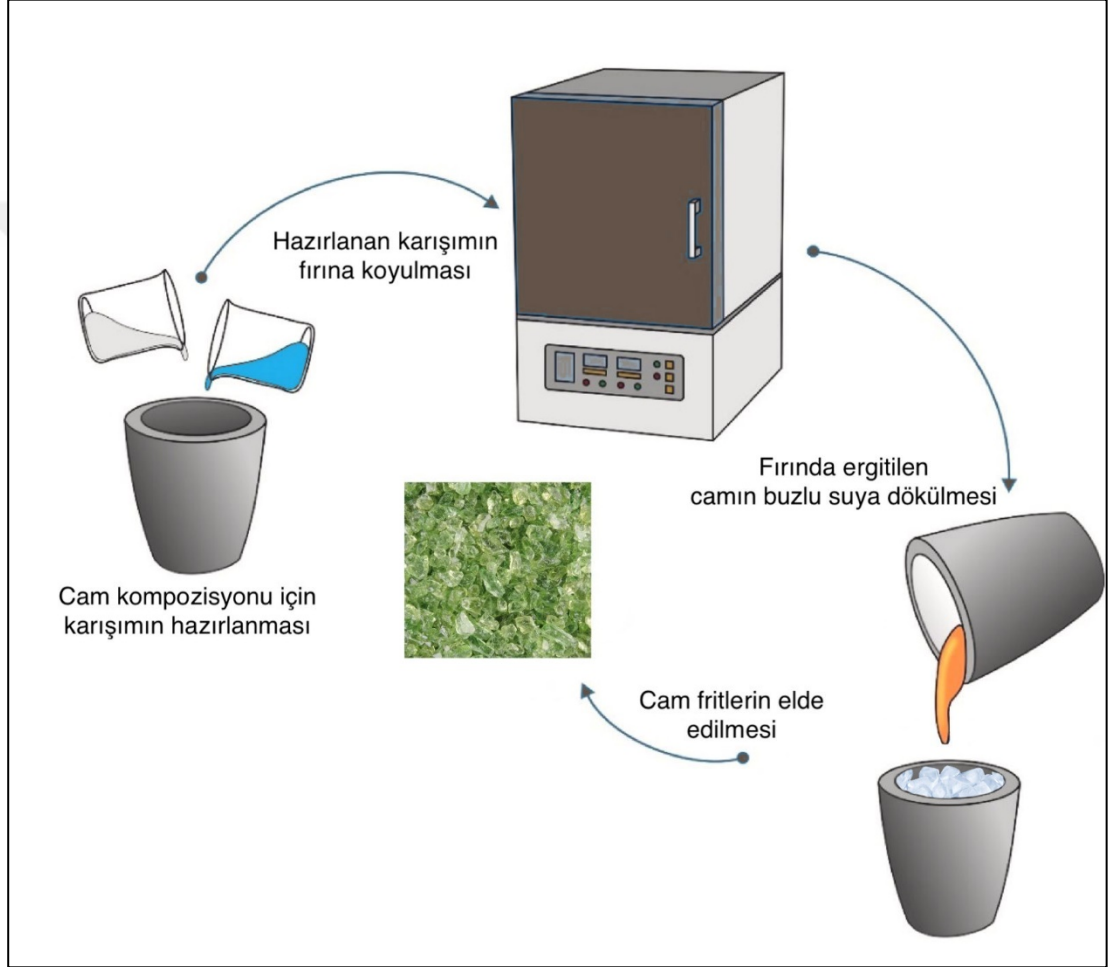 Hazırlanan karışımın
fırına koyulması
Cam kompozisyonu için
karışımın hazırlanması
Fırında ergitilen
camın buzlu suya dökülmesi
Cam fritlerin elde
edilmesi